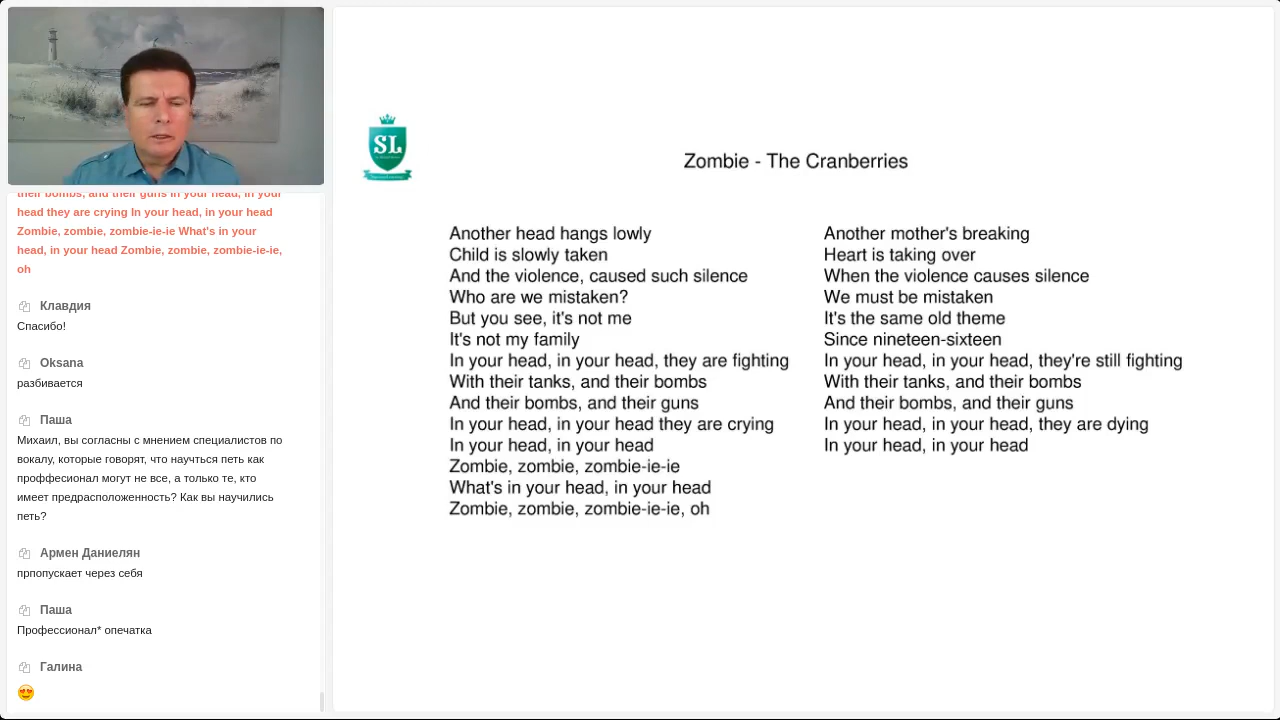 their bombs, and their guns In your head, in your
head they are crying In your head, in your head
Zombie, zombie, zombie-ie-ie What's in your
head, in your head Zombie, zombie, zombie-ie-ie,
oh
Клавдия
Спасибо!
Oksana
разбивается
Паша
Михаил, вы согласны с мнением специалистов по
вокалу, которые говорят, что научться петь как
проффесионал могут не все, а только те, кто
имеет предрасположенность? Как вы научились
петь?
Армен Даниелян
прпопускает через себя
Паша
Профессионал* опечатка
Галина
SL
Zombie - The Cranberries
Another head hangs lowly
Child is slowly taken
And the violence, caused such silence
Who are we mistaken?
But you see, it's not me
It's not my family
In your head, in your head, they are fighting
With their tanks, and their bombs
And their bombs, and their guns
In your head, in your head they are crying
In your head, in your head
Zombie, zombie, zombie-ie-ie
What's in your head, in your head
Zombie, zombie, zombie-ie-ie, oh
Another mother's breaking
Heart is taking over
When the violence causes silence
We must be mistaken
It's the same old theme
Since nineteen-sixteen
In your head, in your head, they're still fighting
With their tanks, and their bombs
And their bombs, and their guns
In your head, in your head, they are dying
In your head, in your head